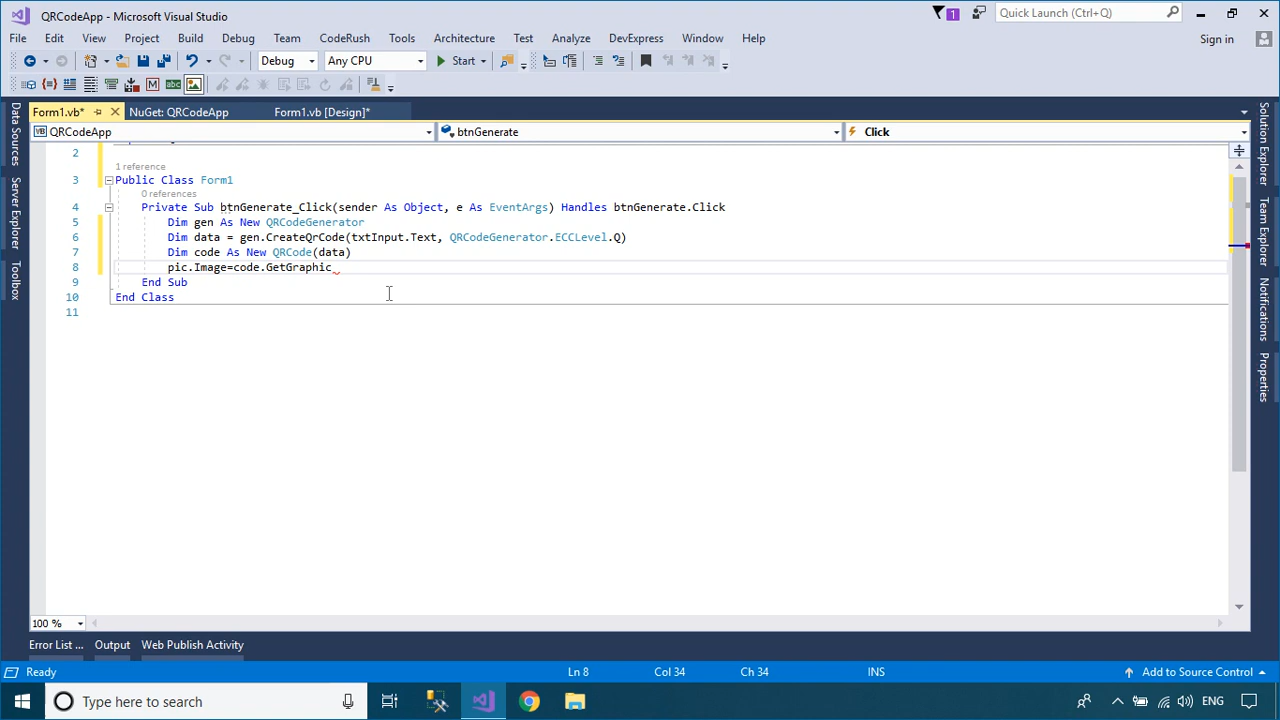 QRCodeApp - Microsoft Visual Studio
1
Quick Launch (Ctrl+Q)
File Edit View Project Build Debug Team CodeRush Tools Architecture Test Analyze DevExpress Window Help
Sign in
Debug Any CPU Start
Form1.vb* NuGet: QRCodeApp Form1.vb [Design]*
QRCodeApp btnGenerate Click
2
1 reference
3 Public Class Form1
0 references
4 Private Sub btnGenerate_Click(sender As Object, e As EventArgs) Handles btnGenerate.Click
5 Dim gen As New QRCodeGenerator
6 Dim data = gen.CreateQrCode(txtInput.Text, QRCodeGenerator.ECCLevel.Q)
7 Dim code As New QRCode(data)
8 pic.Image=code.GetGraphic
9 End Sub
10 End Class
11
Data Sources
Server Explorer
Toolbox
Solution Explorer
Team Explorer
Notifications
Properties
100 %
Error List ... Output Web Publish Activity
Ready Ln 8 Col 34 Ch 34 INS Add to Source Control
Type here to search
ENG